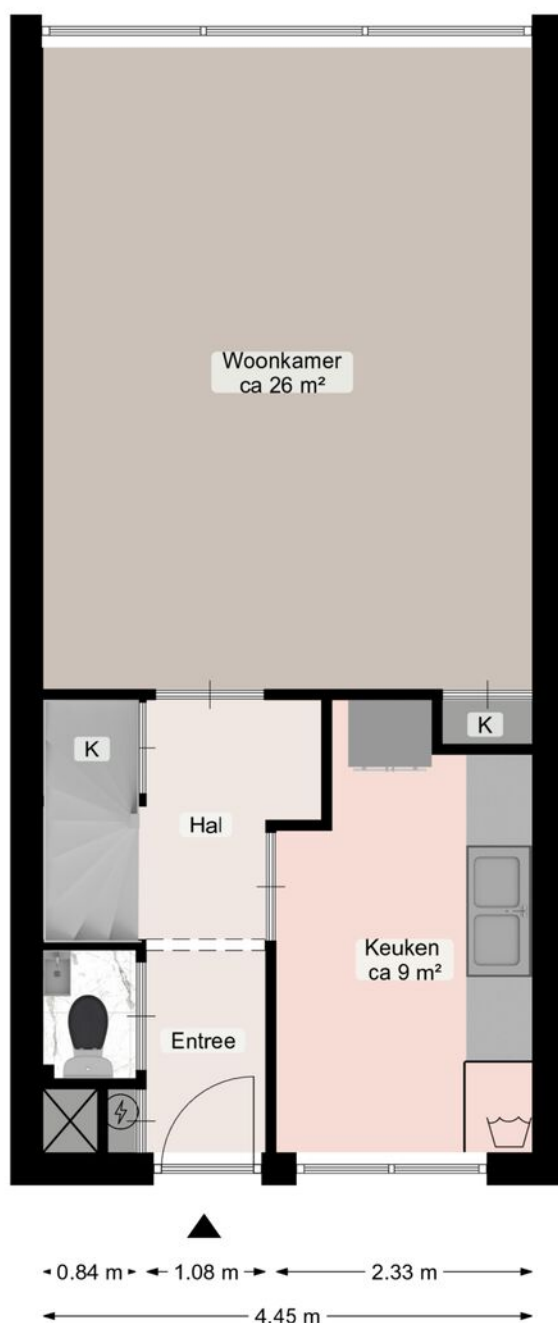 Woonkamer
ca 26 m²
K
K
Hal
Keuken
ca 9 m²
Entree
0.84 m
1.08 m
2.33 m
4.45 m